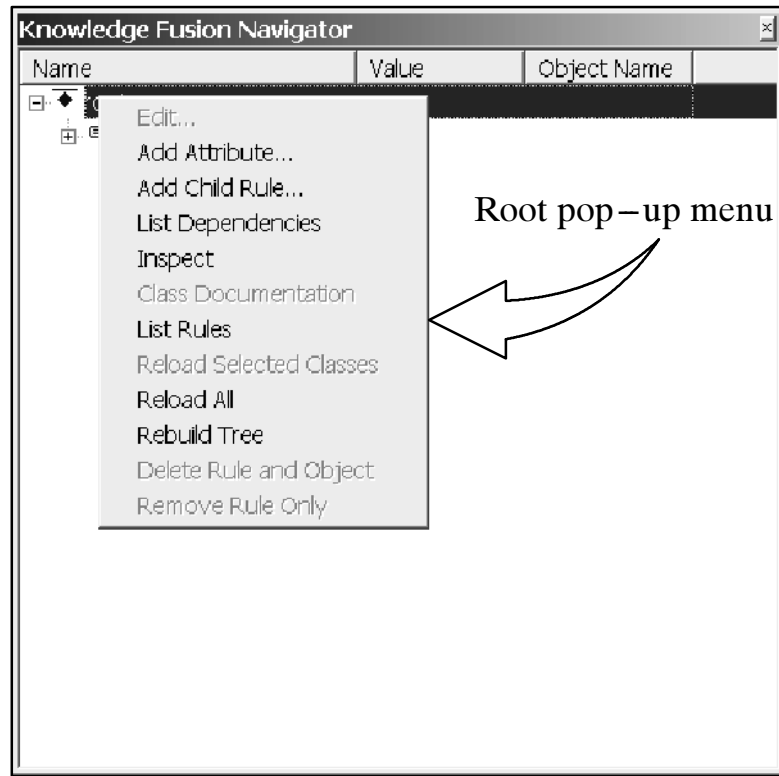 Knowledge Fusion Navigator
Name Value Object Name
Edit...
Add Attribute...
Add Child Rule...
List Dependencies
Inspect
Class Documentation
List Rules
Reload Selected Classes
Reload All
Rebuild Tree
Delete Rule and Object
Remove Rule Only
Root pop-up menu